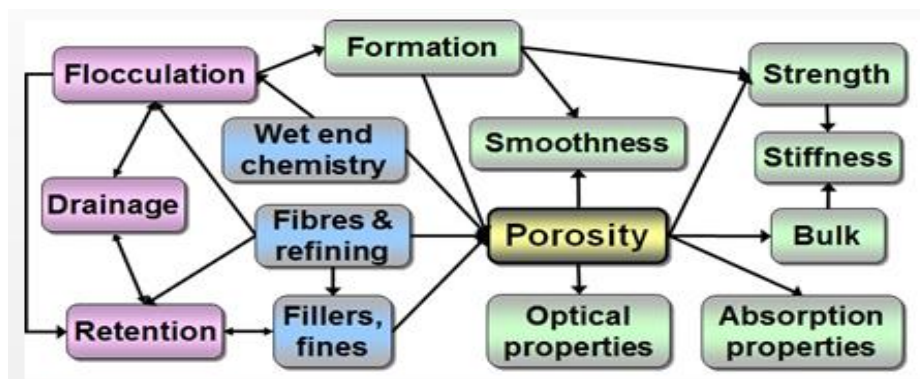 Formation
Flocculation
Strength
Wet end
chemistry
Smoothness
Stiffness
Drainage
Fibres &
refining
Porosity
Bulk
Retention
Fillers,
fines
Optical
properties
Absorption
properties